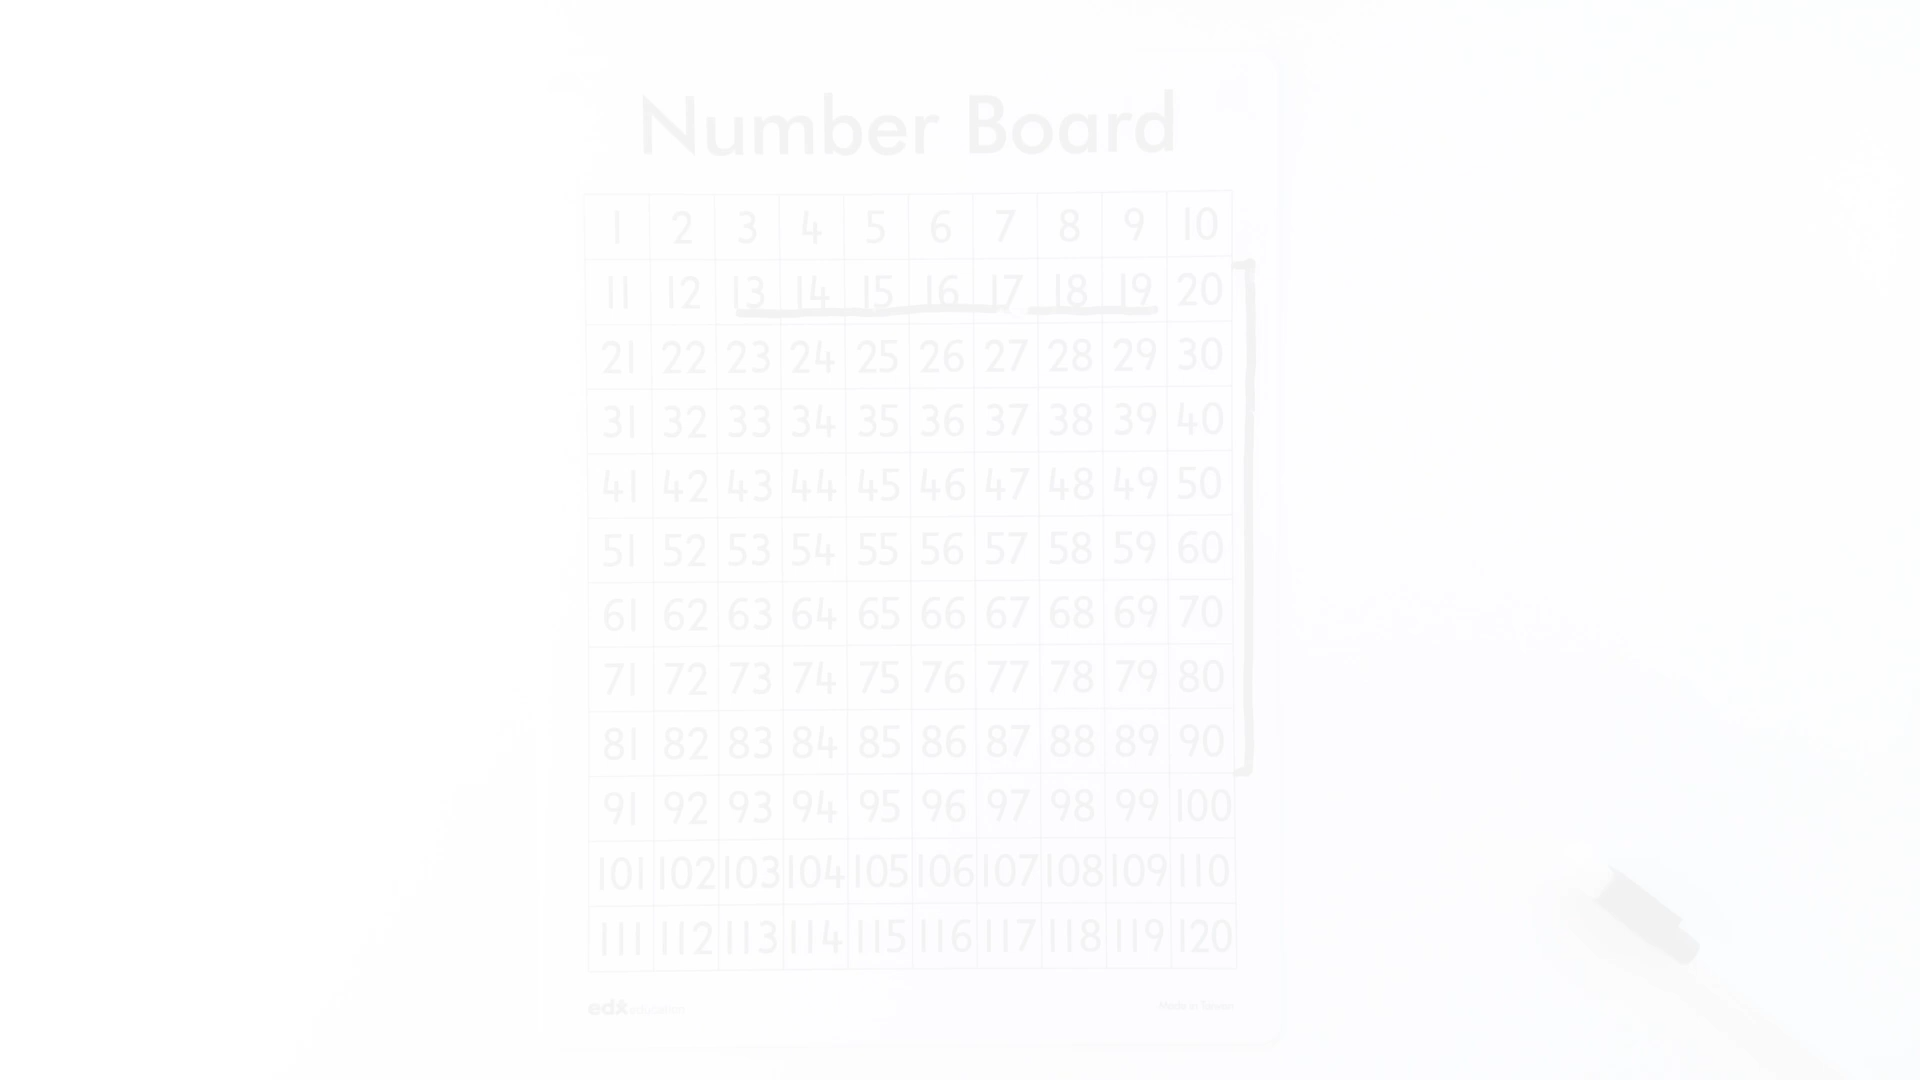 Number Board
1 2 3 4 5 6 7 8 9 10
11 12 13 14 15 16 17 18 19 20
21 22 23 24 25 26 27 28 29 30
31 32 33 34 35 36 37 38 39 40
41 42 43 44 45 46 47 48 49 50
51 52 53 54 55 56 57 58 59 60
61 62 63 64 65 66 67 68 69 70
71 72 73 74 75 76 77 78 79 80
81 82 83 84 85 86 87 88 89 90
91 92 93 94 95 96 97 98 99 100
101 102 103 104 105 106 107 108 109 110
111 112 113 114 115 116 117 118 119 120
edx education Made in Taiwan